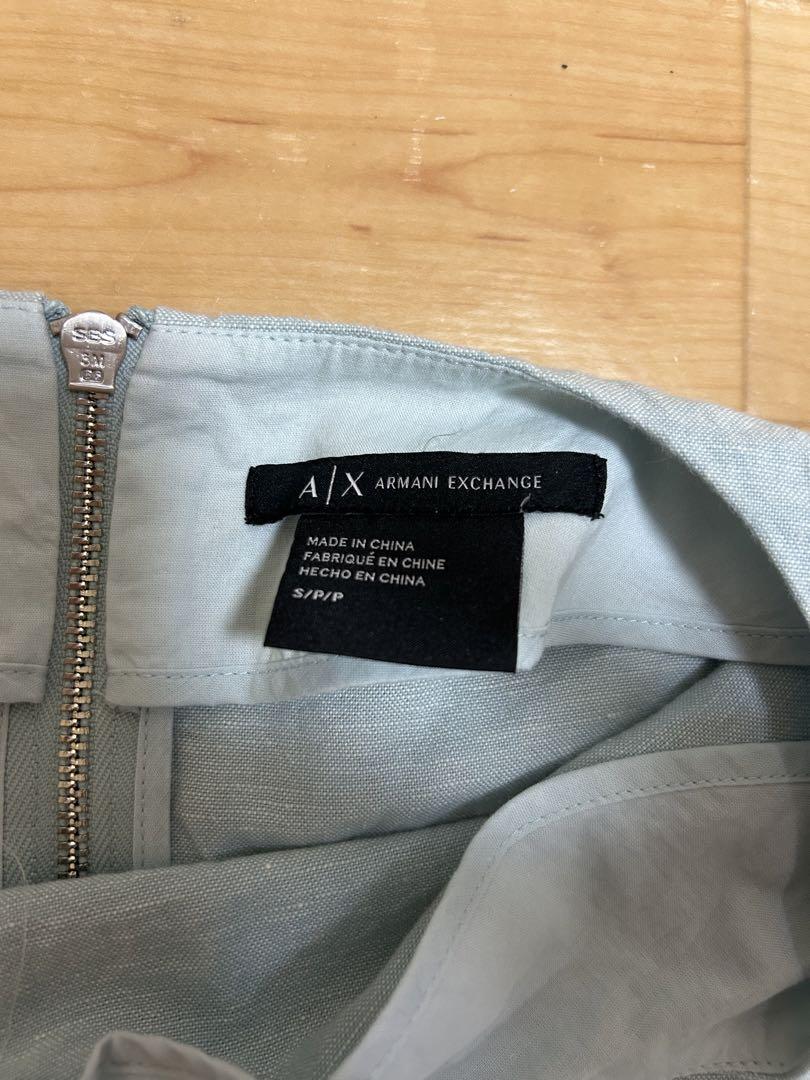 SBS
A|X ARMANI EXCHANGE
MADE IN CHINA
FABRIQUÉ EN CHINE
HECHO EN CHINA
S/P/P